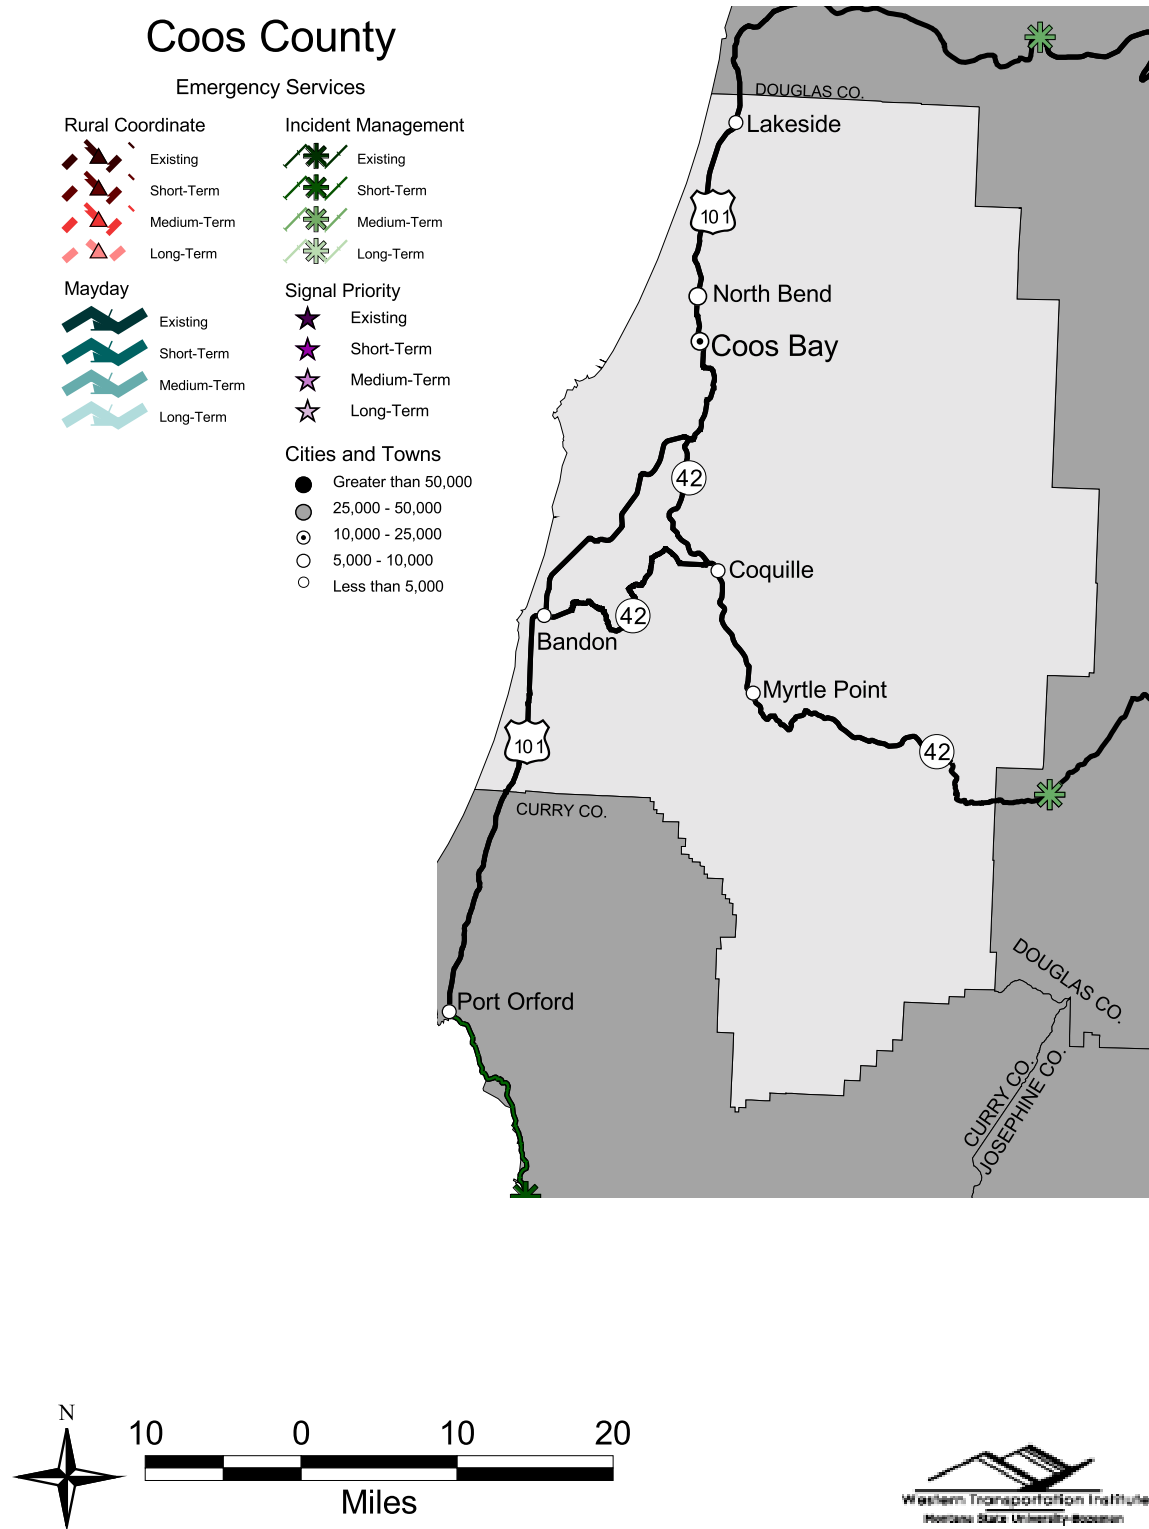 Coos County
Emergency Services
Rural Coordinate
Existing
Short-Term
Medium-Term
Long-Term
Incident Management
Existing
Short-Term
Medium-Term
Long-Term
Mayday
Existing
Short-Term
Medium-Term
Long-Term
Signal Priority
Existing
Short-Term
Medium-Term
Long-Term
Cities and Towns
Greater than 50,000
25,000 - 50,000
10,000 - 25,000
5,000 - 10,000
Less than 5,000
DOUGLAS CO.
Lakeside
101
North Bend
Coos Bay
42
Coquille
42
Bandon
Myrtle Point
101
42
CURRY CO.
DOUGLAS CO.
Port Orford
CURRY CO.
JOSEPHINE CO.
N
10 0 10 20
Miles
Western Transportation Institute
Montana State University-Bozeman